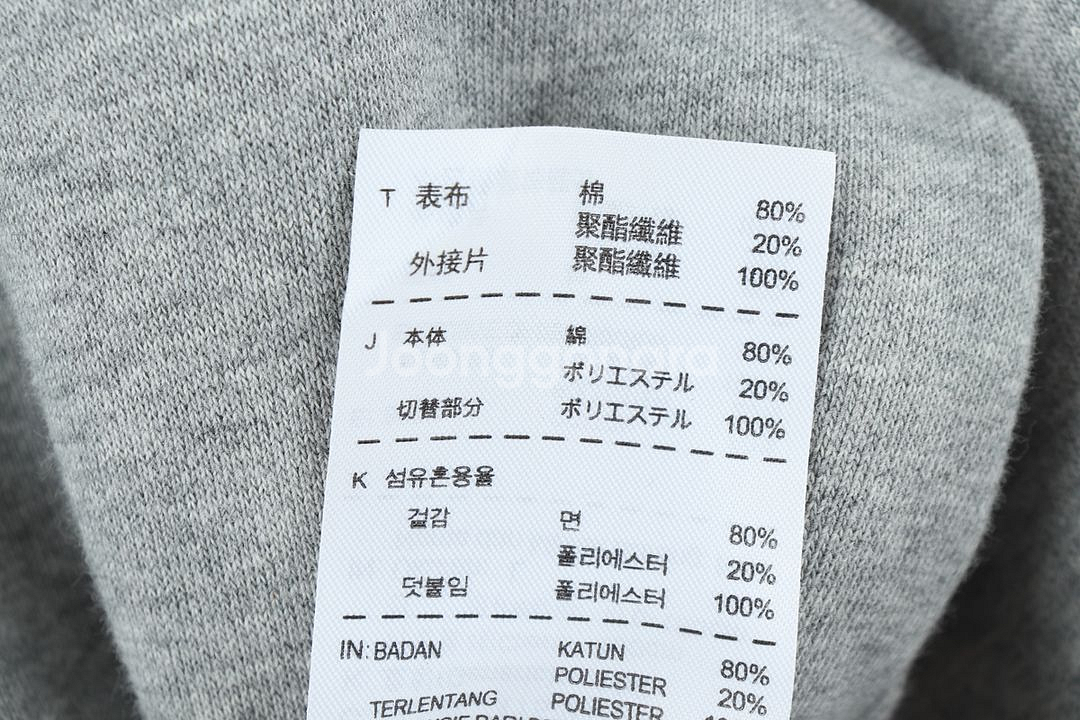 T 表布 棉 80%
聚酯纖維 20%
外接片 聚酯纖維 100%
J 本体 綿 80%
ポリエステル 20%
切替部分 ポリエステル 100%
K 섬유혼용율
겉감 면 80%
폴리에스터 20%
덧붙임 폴리에스터 100%
IN: BADAN KATUN 80%
POLIESTER 20%
TERLENTANG POLIESTER